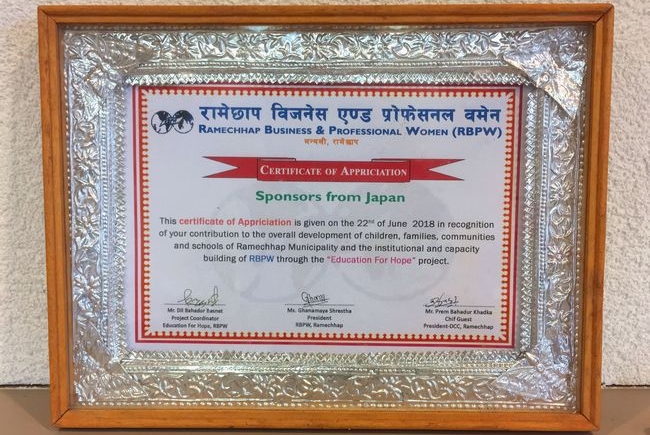 रामेछाप बिजनेस एण्ड प्रोफेसनल वमेन
RAMECHHAP BUSINESS & PROFESSIONAL WOMEN (RBPW)
मन्थली, रामेछाप
CERTIFICATE OF APPRICIATION
Sponsors from Japan
This certificate of Appriciation is given on the 22nd of June 2018 in recognition
of your contribution to the overall development of children, families, communities
and schools of Ramechhap Municipality and the institutional and capacity
building of RBPW through the "Education For Hope" project.
Mr. Dil Bahadur Basnet
Project Coordinator
Education For Hope, RBPW
Ms. Ghanamaya Shrestha
President
RBPW, Ramechhap
Mr. Prem Bahadur Khadka
Chif Guest
President-DCC, Ramechhap